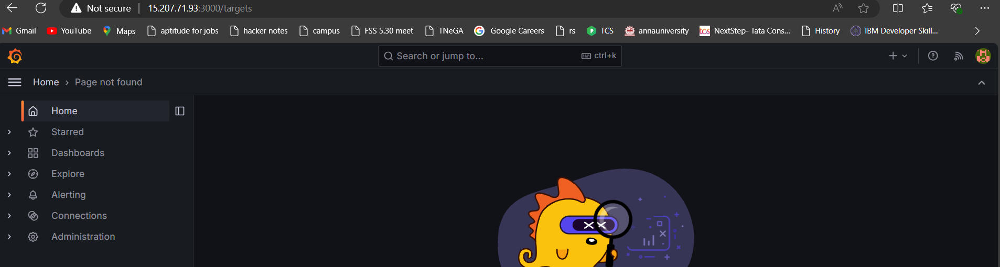 Not secure 15.207.71.93:3000/targets
Gmail YouTube Maps aptitude for jobs hacker notes campus FSS 5.30 meet TNeGA Google Careers rs TCS annauniversity NextStep- Tata Cons... History IBM Developer Skill...
Search or jump to... ctrl+k
Home › Page not found
Home
Starred
Dashboards
Explore
Alerting
Connections
Administration